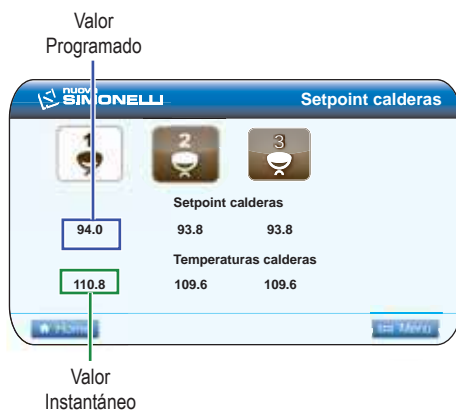 Valor
Programado
nuova
SIMONELLI
Setpoint calderas
1 2 3
Setpoint calderas
94.0 93.8 93.8
Temperaturas calderas
110.8 109.6 109.6
Home Menu
Valor
Instantáneo